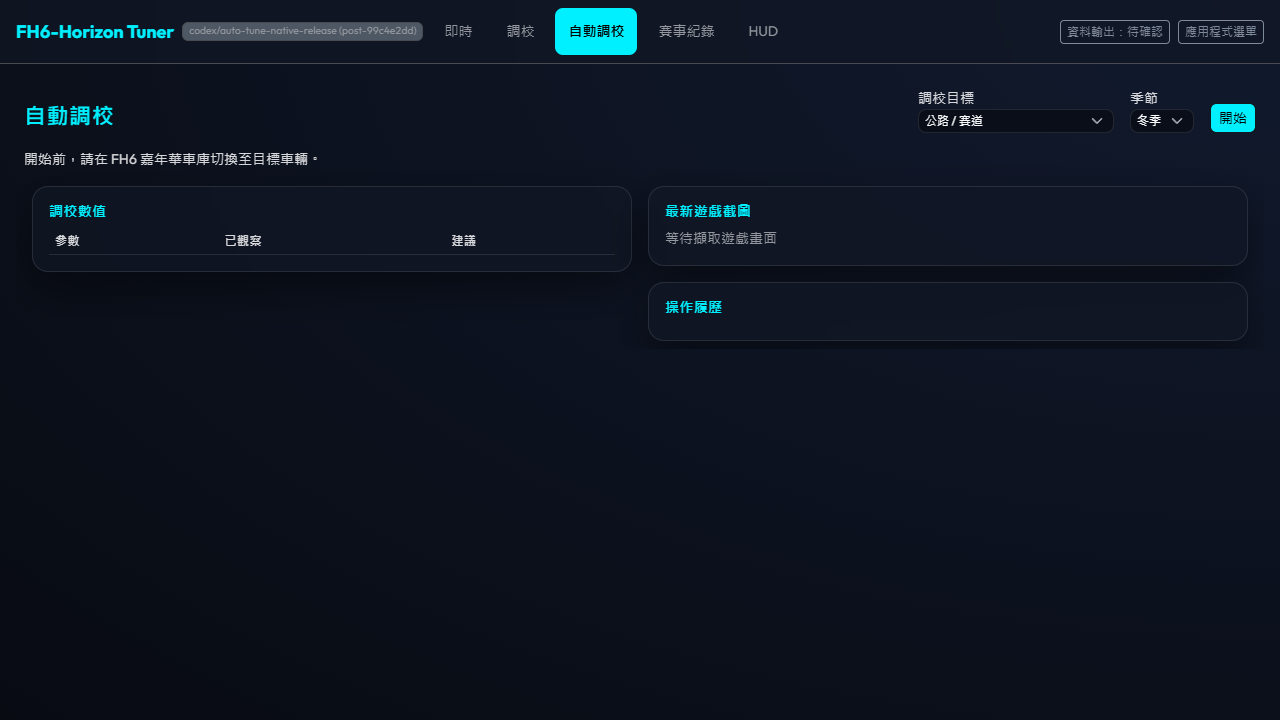 FH6-Horizon Tuner codex/auto-tune-native-release (post-99c4e2dd) 即時 調校 自動調校 賽事紀錄 HUD 資料輸出：待確認 應用程式選單
自動調校
調校目標
公路 / 賽道
季節
冬季
開始
開始前，請在 FH6 嘉年華車庫切換至目標車輛。
調校數值
參數 已觀察 建議
最新遊戲截圖
等待擷取遊戲畫面
操作履歷